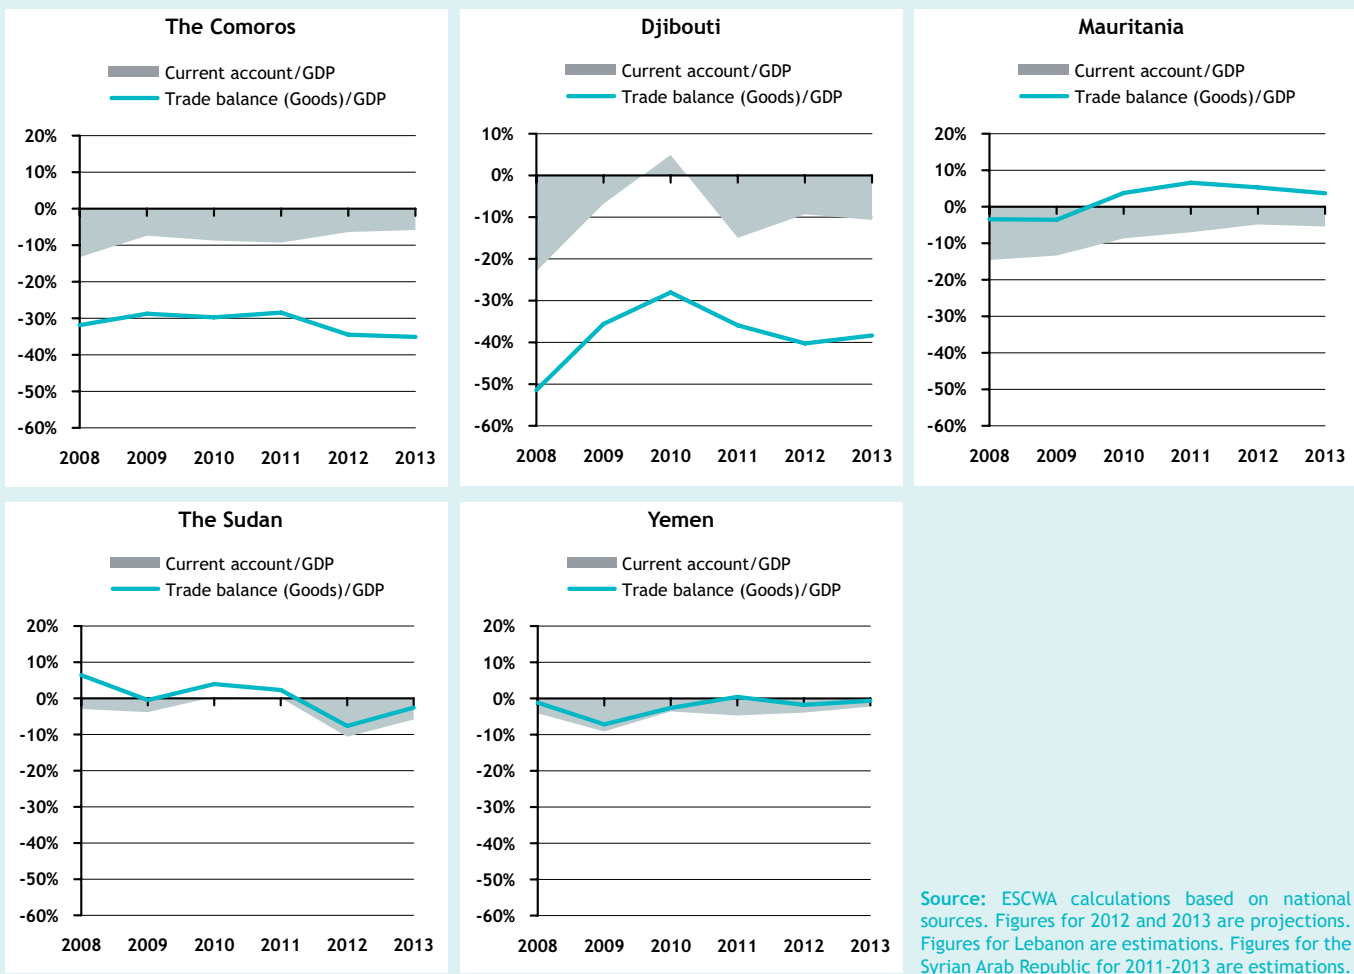 The Comoros
Current account/GDP
Trade balance (Goods)/GDP
20%
10%
0%
-10%
-20%
-30%
-40%
-50%
-60%
2008 2009 2010 2011 2012 2013
Djibouti
Current account/GDP
Trade balance (Goods)/GDP
10%
0%
-10%
-20%
-30%
-40%
-50%
-60%
2008 2009 2010 2011 2012 2013
Mauritania
Current account/GDP
Trade balance (Goods)/GDP
20%
10%
0%
-10%
-20%
-30%
-40%
-50%
-60%
2008 2009 2010 2011 2012 2013
The Sudan
Current account/GDP
Trade balance (Goods)/GDP
20%
10%
0%
-10%
-20%
-30%
-40%
-50%
-60%
2008 2009 2010 2011 2012 2013
Yemen
Current account/GDP
Trade balance (Goods)/GDP
20%
10%
0%
-10%
-20%
-30%
-40%
-50%
-60%
2008 2009 2010 2011 2012 2013
Source: ESCWA calculations based on national
sources. Figures for 2012 and 2013 are projections.
Figures for Lebanon are estimations. Figures for the
Syrian Arab Republic for 2011-2013 are estimations.